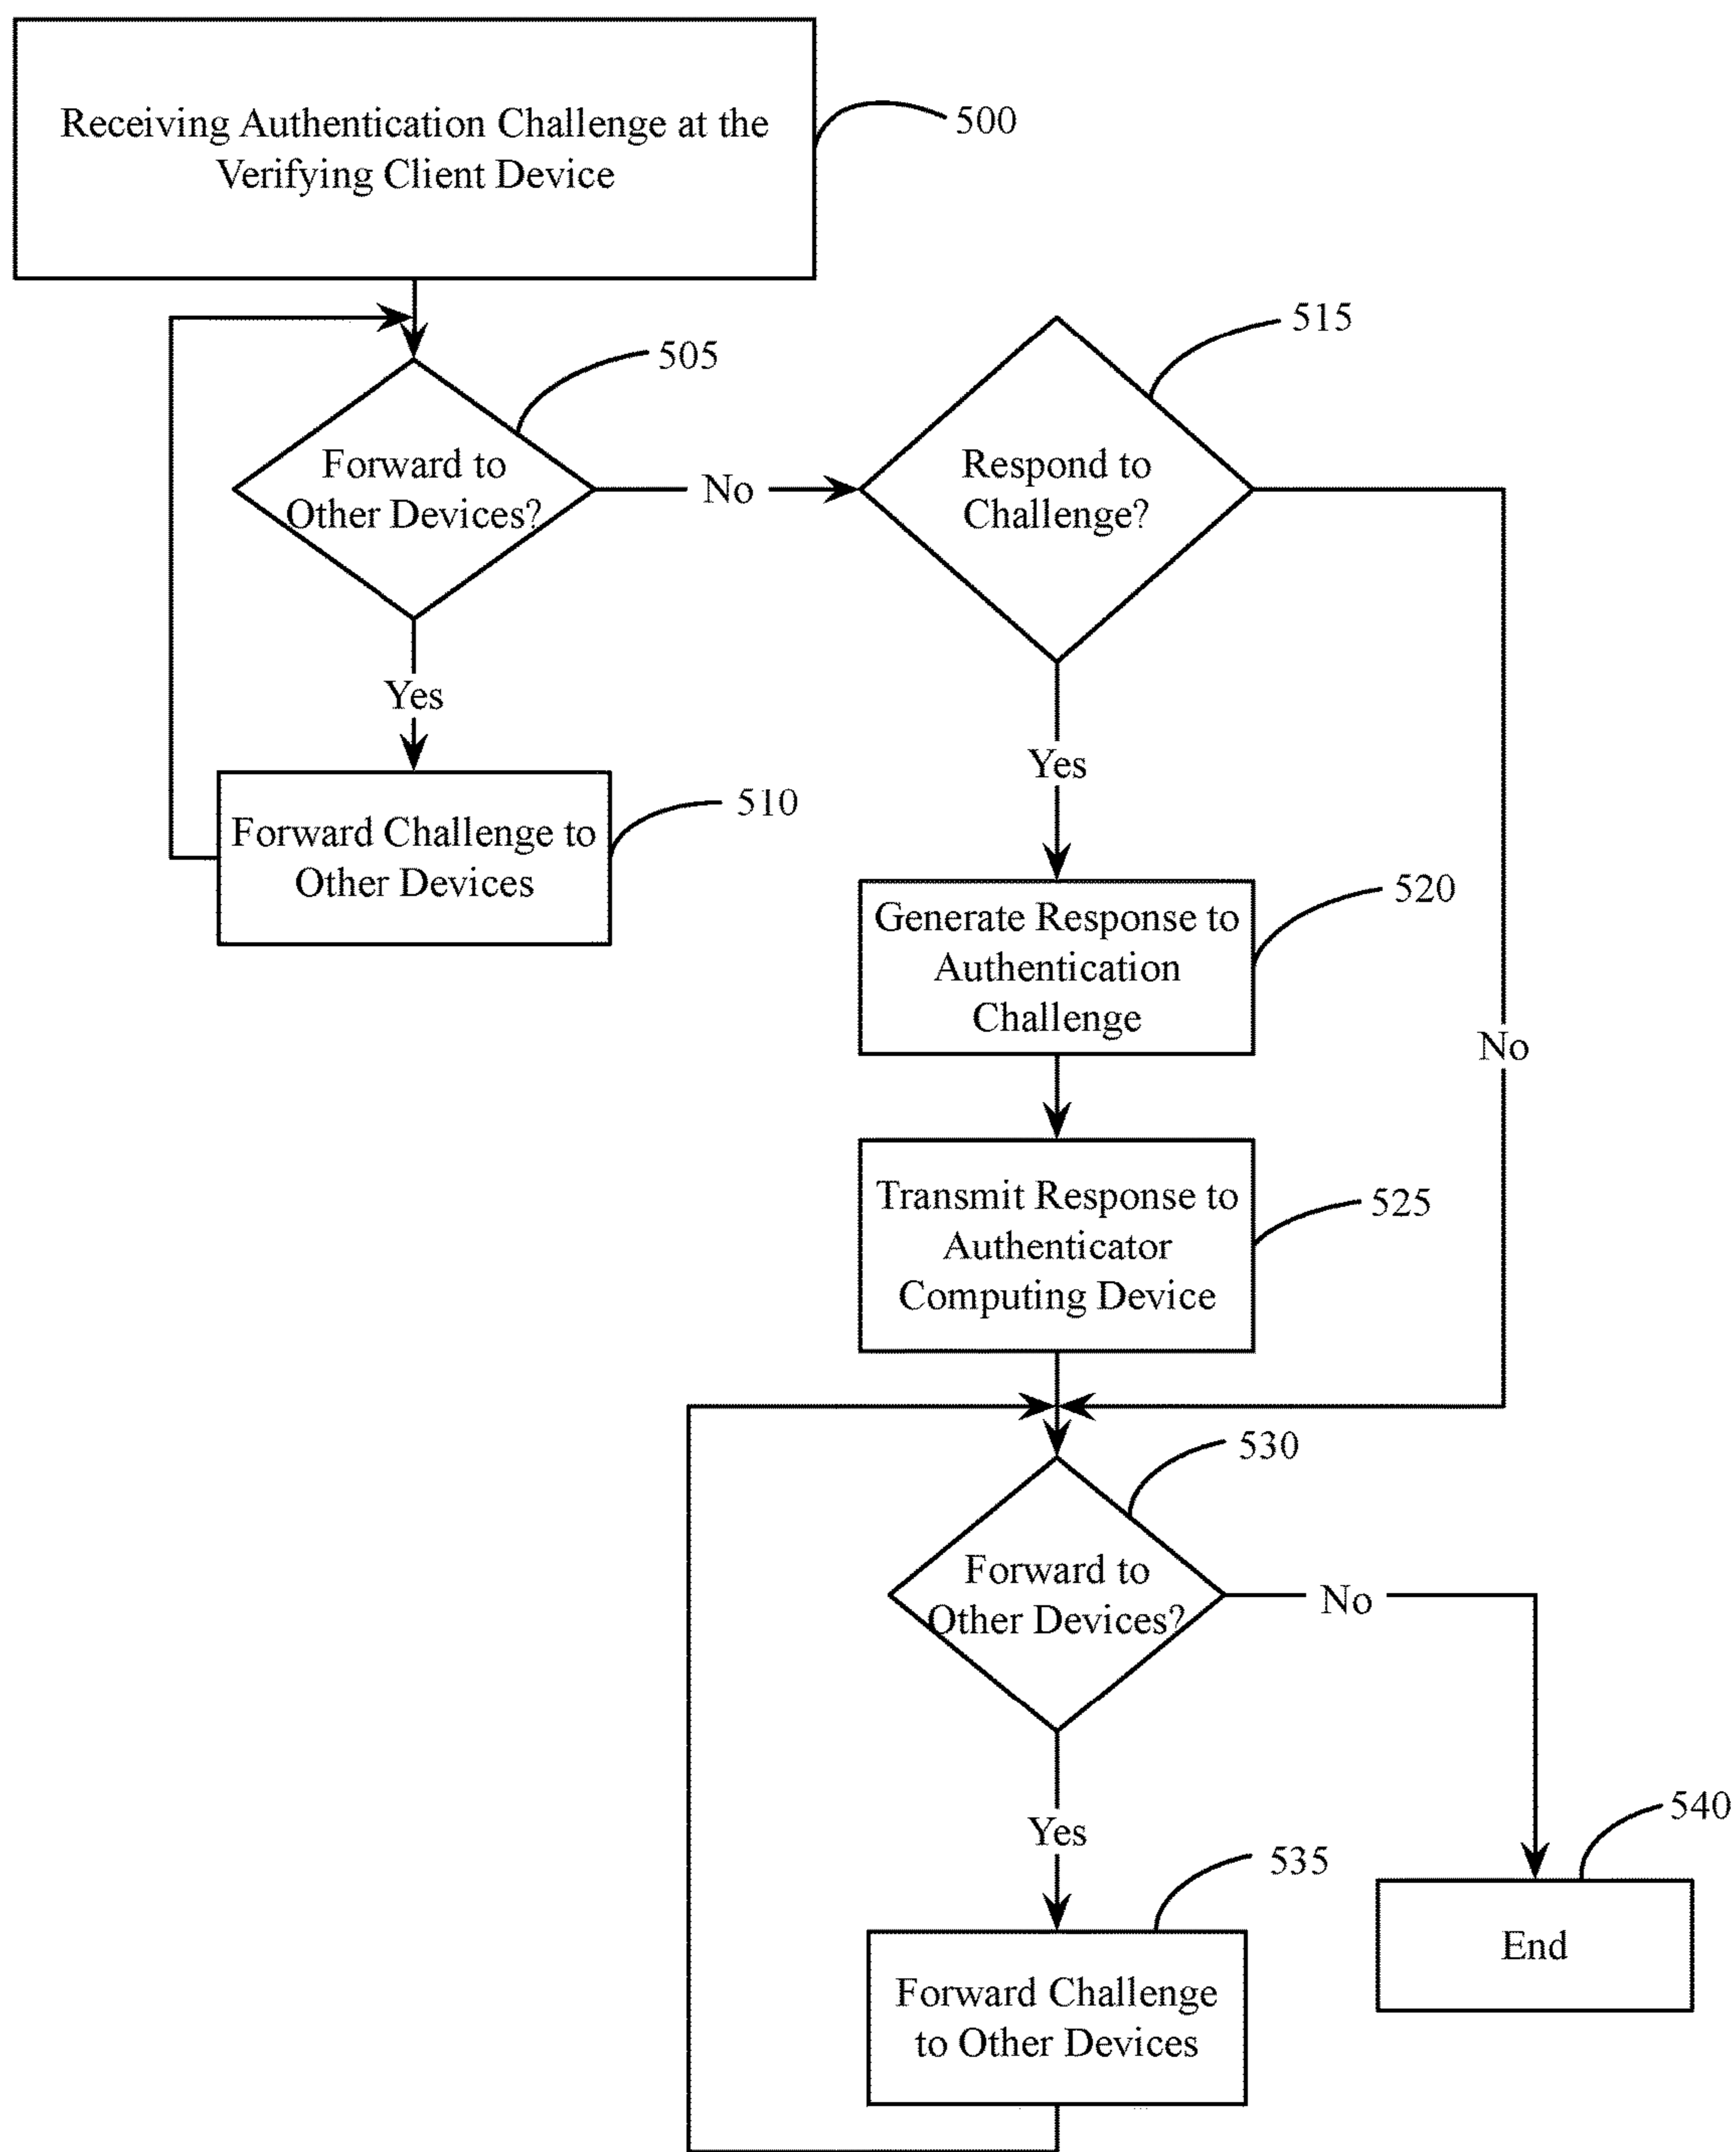 Receiving Authentication Challenge at the
Verifying Client Device
500
515
505
Forward to
Other Devices?
No
Respond to
Challenge?
Yes
Yes
510
Forward Challenge to
Other Devices
520
Generate Response to
Authentication
Challenge
No
Transmit Response to
Authenticator
Computing Device
525
530
Forward to
Other Devices?
No
Yes
540
535
End
Forward Challenge
to Other Devices